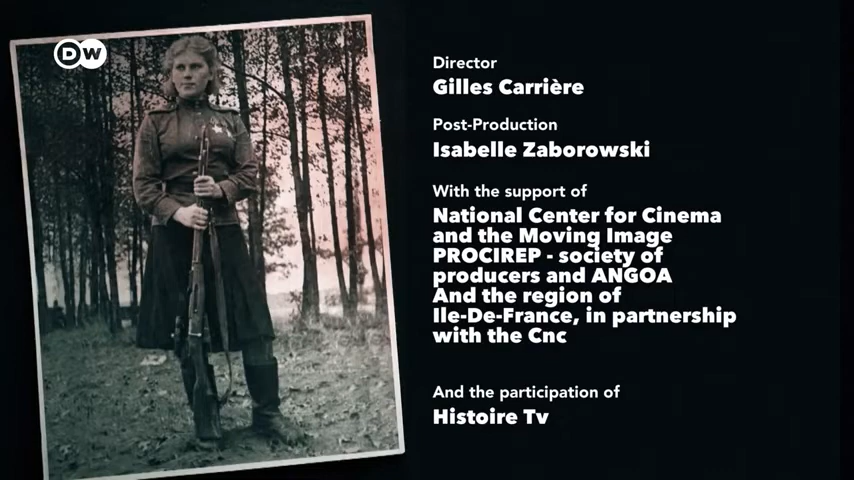 DW
Director
Gilles Carrière
Post-Production
Isabelle Zaborowski
With the support of
National Center for Cinema
and the Moving Image
PROCIREP - society of
producers and ANGOA
And the region of
Ile-De-France, in partnership
with the Cnc
And the participation of
Histoire Tv